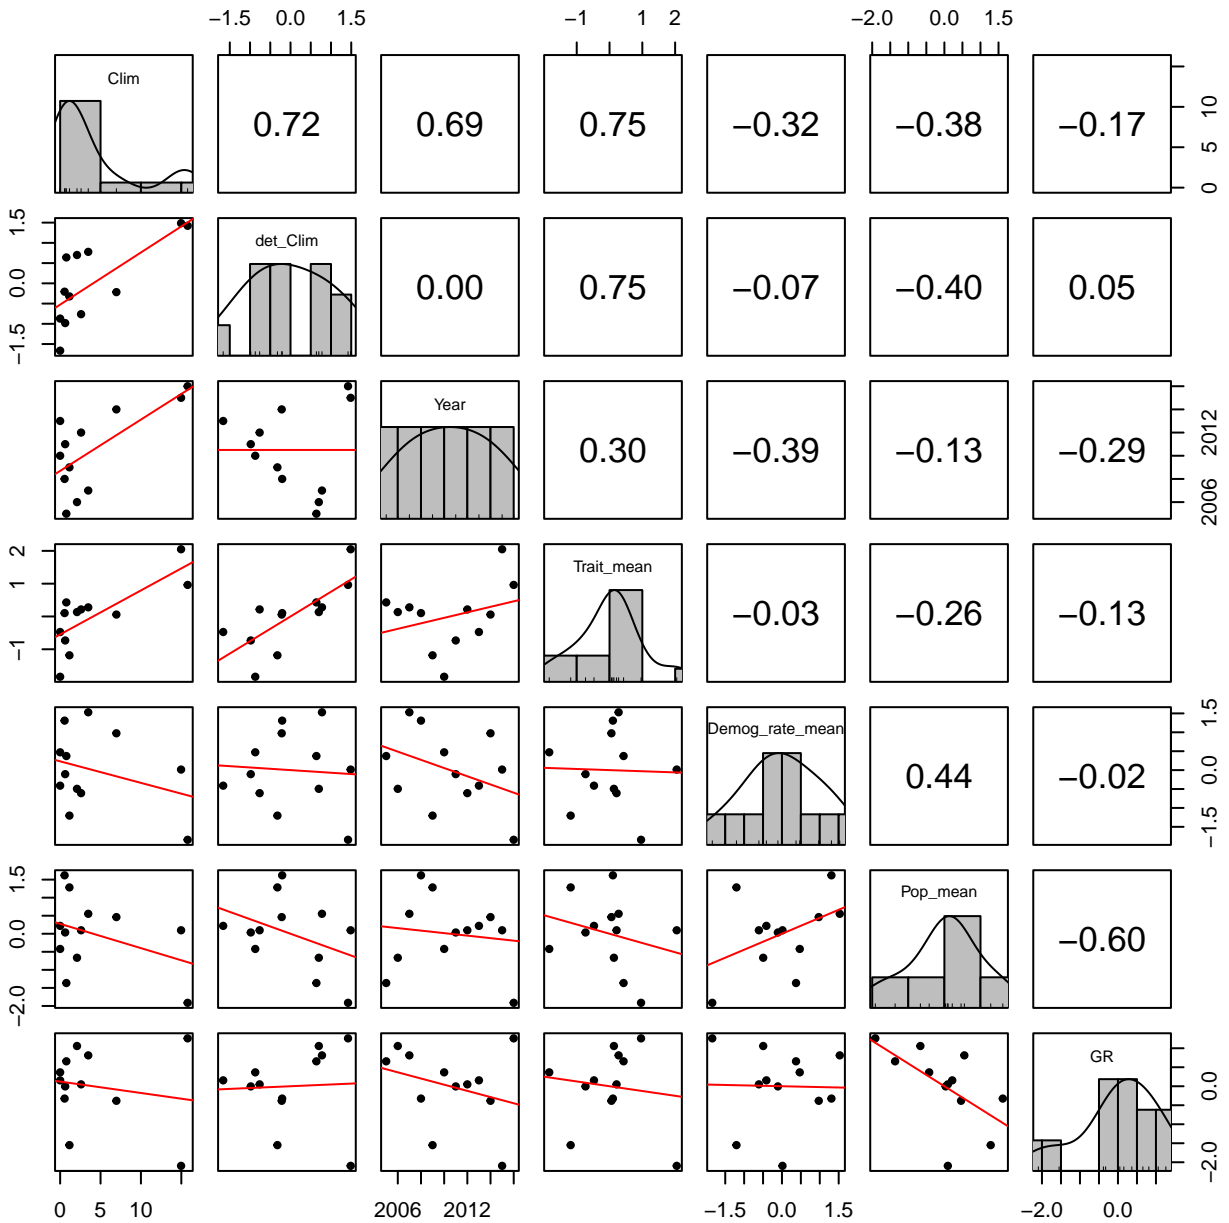 −1.5 0.0 1.5 −1 1 2 −2.0 0.0 1.5
Clim 0.72 0.69 0.75 −0.32 −0.38 −0.17 0 5 10
−1.5 0.0 1.5 det_Clim 0.00 0.75 −0.07 −0.40 0.05
Year 0.30 −0.39 −0.13 −0.29 2006 2012
−1 1 2 Trait_mean −0.03 −0.26 −0.13
Demog_rate_mean 0.44 −0.02 −1.5 0.0 1.5
−2.0 0.0 1.5 Pop_mean −0.60
GR −2.0 0.0
0 5 10 2006 2012 −1.5 0.0 1.5 −2.0 0.0